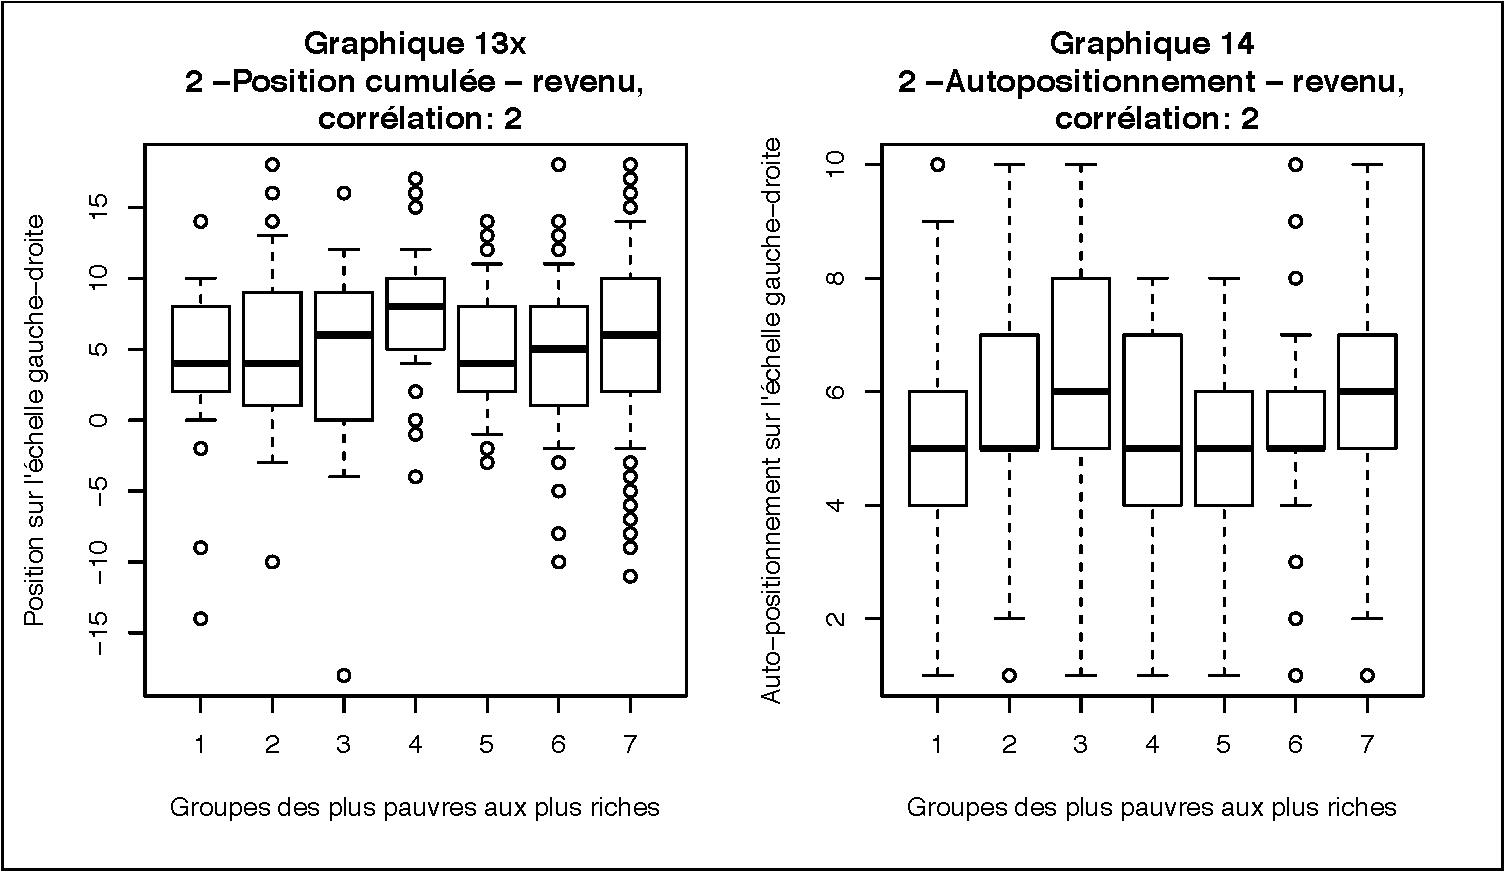 Graphique 13x
2 –Position cumulée – revenu,
corrélation: 2
Position sur l'échelle gauche–droite
15
10
5
0
–5
–10
–15
1 2 3 4 5 6 7
Groupes des plus pauvres aux plus riches
Graphique 14
2 –Autopositionnement – revenu,
corrélation: 2
Auto–positionnement sur l'échelle gauche–droite
10
8
6
4
2
1 2 3 4 5 6 7
Groupes des plus pauvres aux plus riches